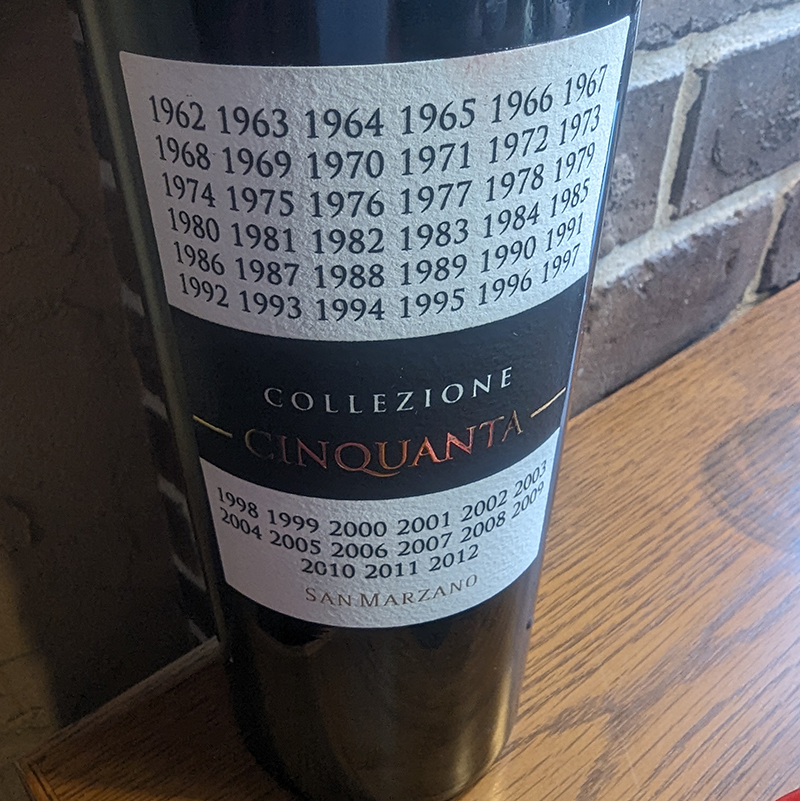 1962 1963 1964 1965 1966 1967
1968 1969 1970 1971 1972 1973
1974 1975 1976 1977 1978 1979
1980 1981 1982 1983 1984 1985
1986 1987 1988 1989 1990 1991
1992 1993 1994 1995 1996 1997
COLLEZIONE
CINQUANTA
1998 1999 2000 2001 2002 2003
2004 2005 2006 2007 2008 2009
2010 2011 2012
SAN MARZANO